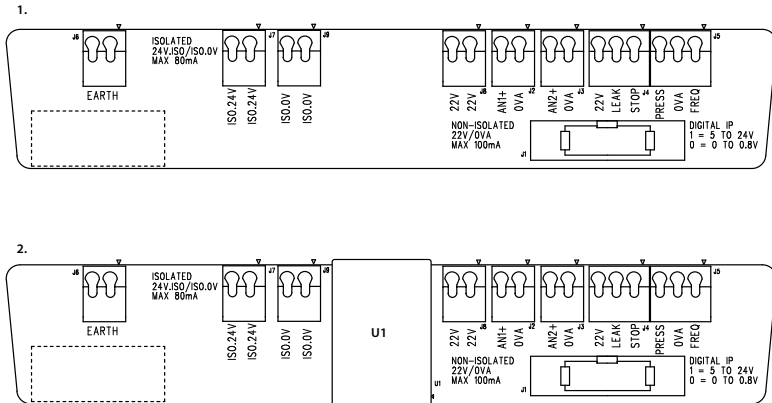 1.
J6
ISOLATED
24V.ISO/ISO.0V
MAX 80mA
J7
J9
EARTH
ISO.24V
ISO.24V
ISO.0V
ISO.0V
22V
22V
J8
AN1+
0VA
J2
AN2+
0VA
J3
22V
LEAK
STOP
J4
PRESS
0VA
FREQ
J5
NON-ISOLATED
22V/0VA
MAX 100mA
J1
DIGITAL IP
1 = 5 TO 24V
0 = 0 TO 0.8V
2.
J6
ISOLATED
24V.ISO/ISO.0V
MAX 80mA
J7
J9
EARTH
ISO.24V
ISO.24V
ISO.0V
ISO.0V
U1
U1
4
22V
22V
J8
AN1+
0VA
J2
AN2+
0VA
J3
22V
LEAK
STOP
J4
PRESS
0VA
FREQ
J5
NON-ISOLATED
22V/0VA
MAX 100mA
J1
DIGITAL IP
1 = 5 TO 24V
0 = 0 TO 0.8V